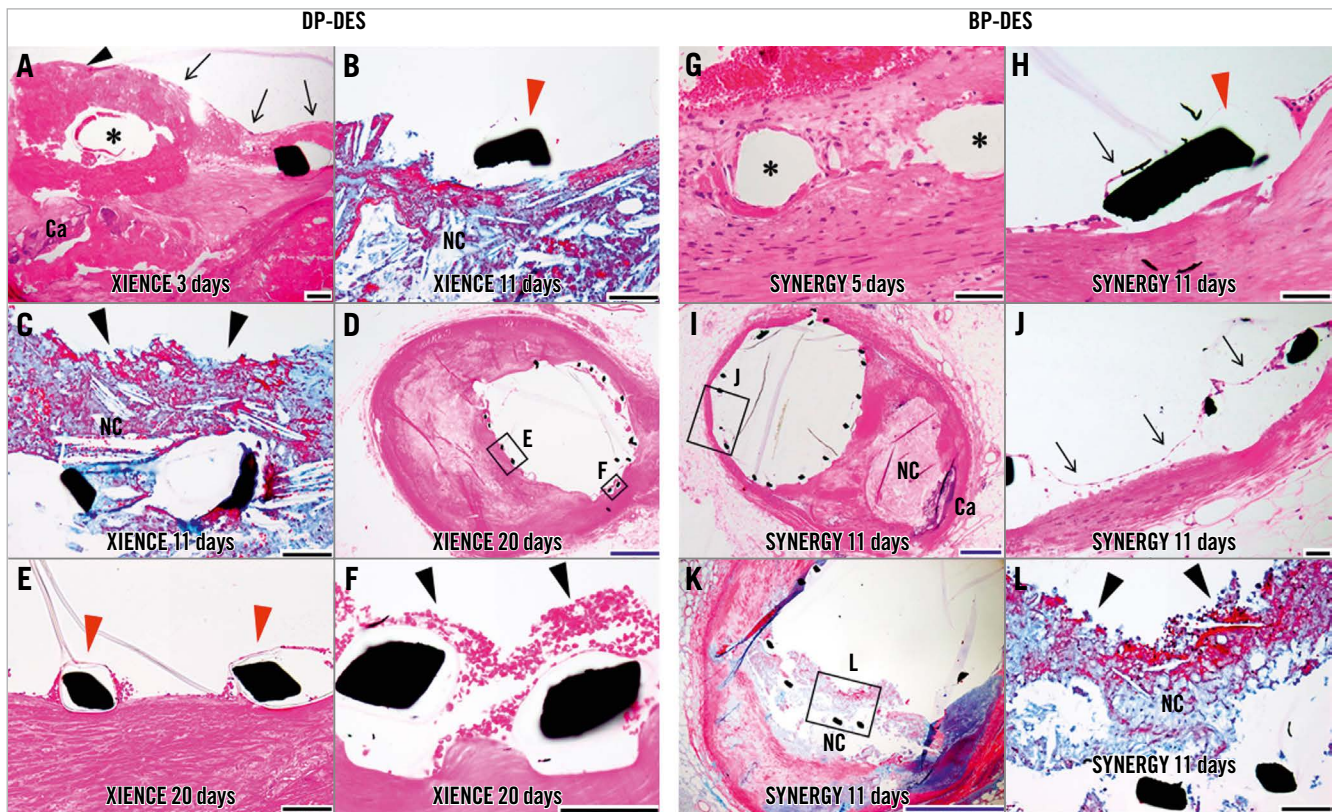 DP-DES
BP-DES
A
*
Ca
XIENCE 3 days
B
NC
XIENCE 11 days
G
*
*
SYNERGY 5 days
H
SYNERGY 11 days
C
NC
XIENCE 11 days
D
E
F
XIENCE 20 days
I
J
NC
Ca
SYNERGY 11 days
J
SYNERGY 11 days
E
XIENCE 20 days
F
XIENCE 20 days
K
L
NC
SYNERGY 11 days
L
NC
SYNERGY 11 days